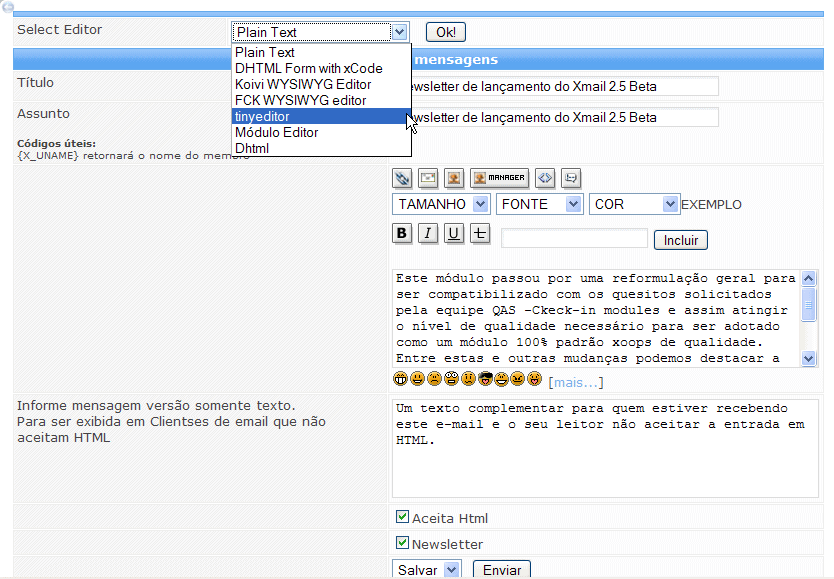 Select Editor
Plain Text
Ok!
Plain Text
DHTML Form with xCode
Koivi WYSIWYG Editor
FCK WYSIWYG editor
tinyeditor
Módulo Editor
Dhtml
mensagens
Título
ewsletter de lançamento do Xmail 2.5 Beta
Assunto
ewsletter de lançamento do Xmail 2.5 Beta
Códigos úteis:
{X_UNAME} retornará o nome do membro
MANAGER
TAMANHO FONTE COR EXEMPLO
B I U T
Incluir
Este módulo passou por uma reformulação geral para
ser compatibilizado com os quesitos solicitados
pela equipe QAS -Ckeck-in modules e assim atingir
o nível de qualidade necessário para ser adotado
como um módulo 100% padrão xoops de qualidade.
Entre estas e outras mudanças podemos destacar a
[mais...]
Informe mensagem versão somente texto.
Para ser exibida em Clientses de email que não
aceitam HTML
Um texto complementar para quem estiver recebendo
este e-mail e o seu leitor não aceitar a entrada em
HTML.
Aceita Html
Newsletter
Salvar Enviar